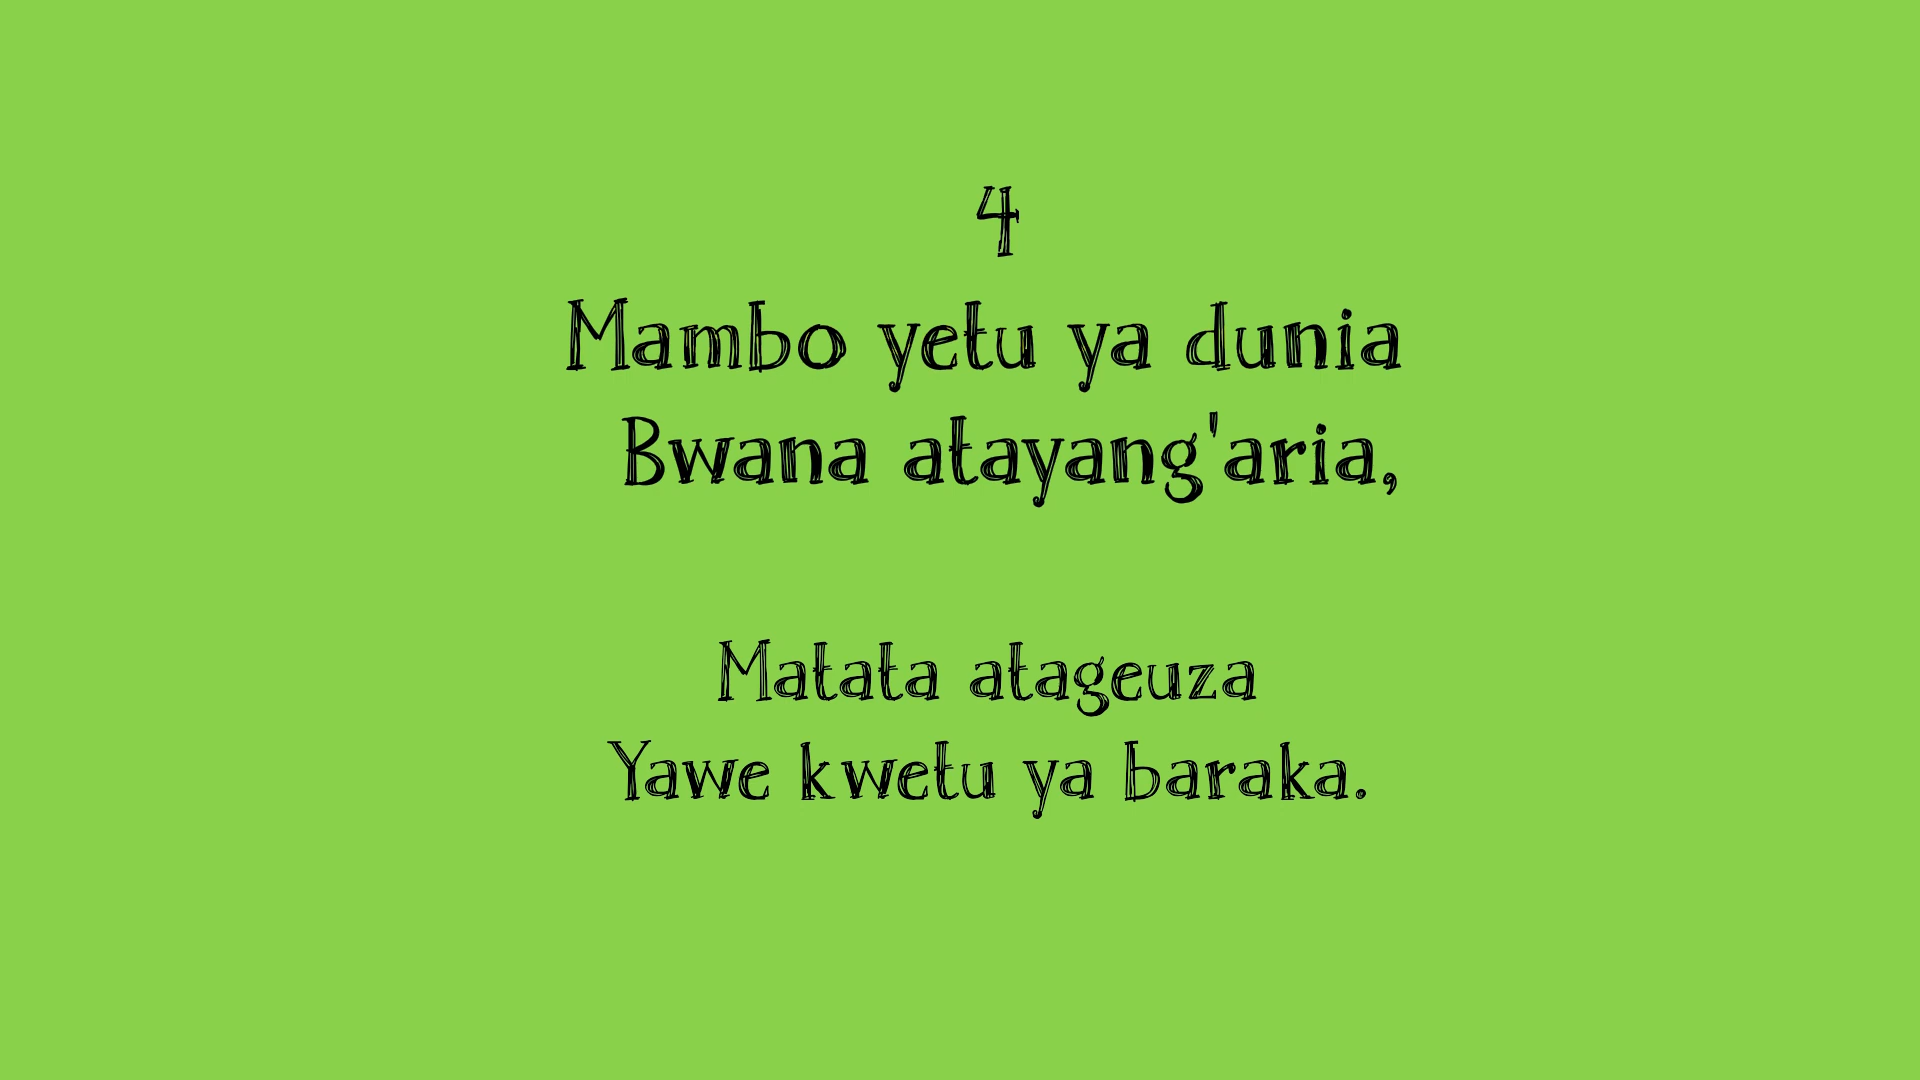 4
Mambo yetu ya dunia
Bwana atayang'aria,
Matata atageuza
Yawe kwetu ya baraka.